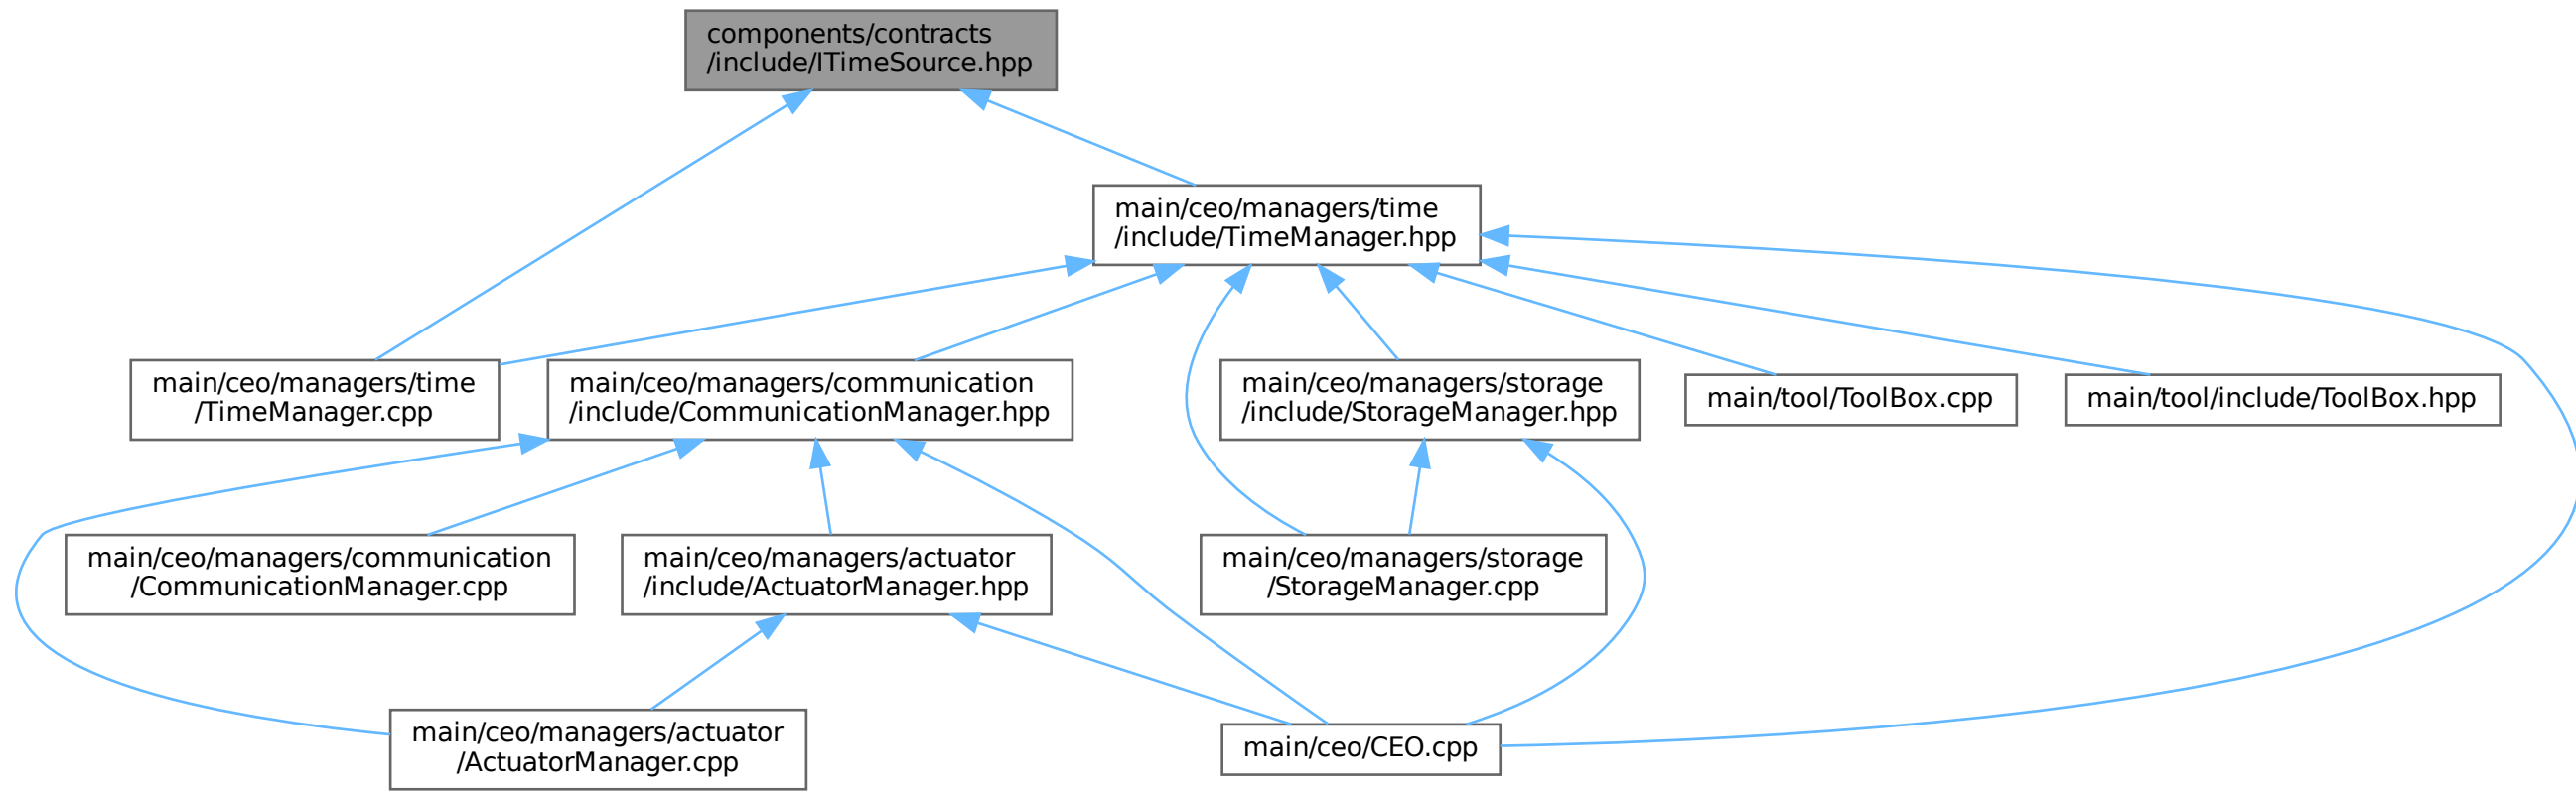 components/contracts
/include/ITimeSource.hpp
main/ceo/managers/time
/include/TimeManager.hpp
main/ceo/managers/time
/TimeManager.cpp
main/ceo/managers/communication
/include/CommunicationManager.hpp
main/ceo/managers/storage
/include/StorageManager.hpp
main/tool/ToolBox.cpp
main/tool/include/ToolBox.hpp
main/ceo/managers/communication
/CommunicationManager.cpp
main/ceo/managers/actuator
/include/ActuatorManager.hpp
main/ceo/managers/storage
/StorageManager.cpp
main/ceo/managers/actuator
/ActuatorManager.cpp
main/ceo/CEO.cpp